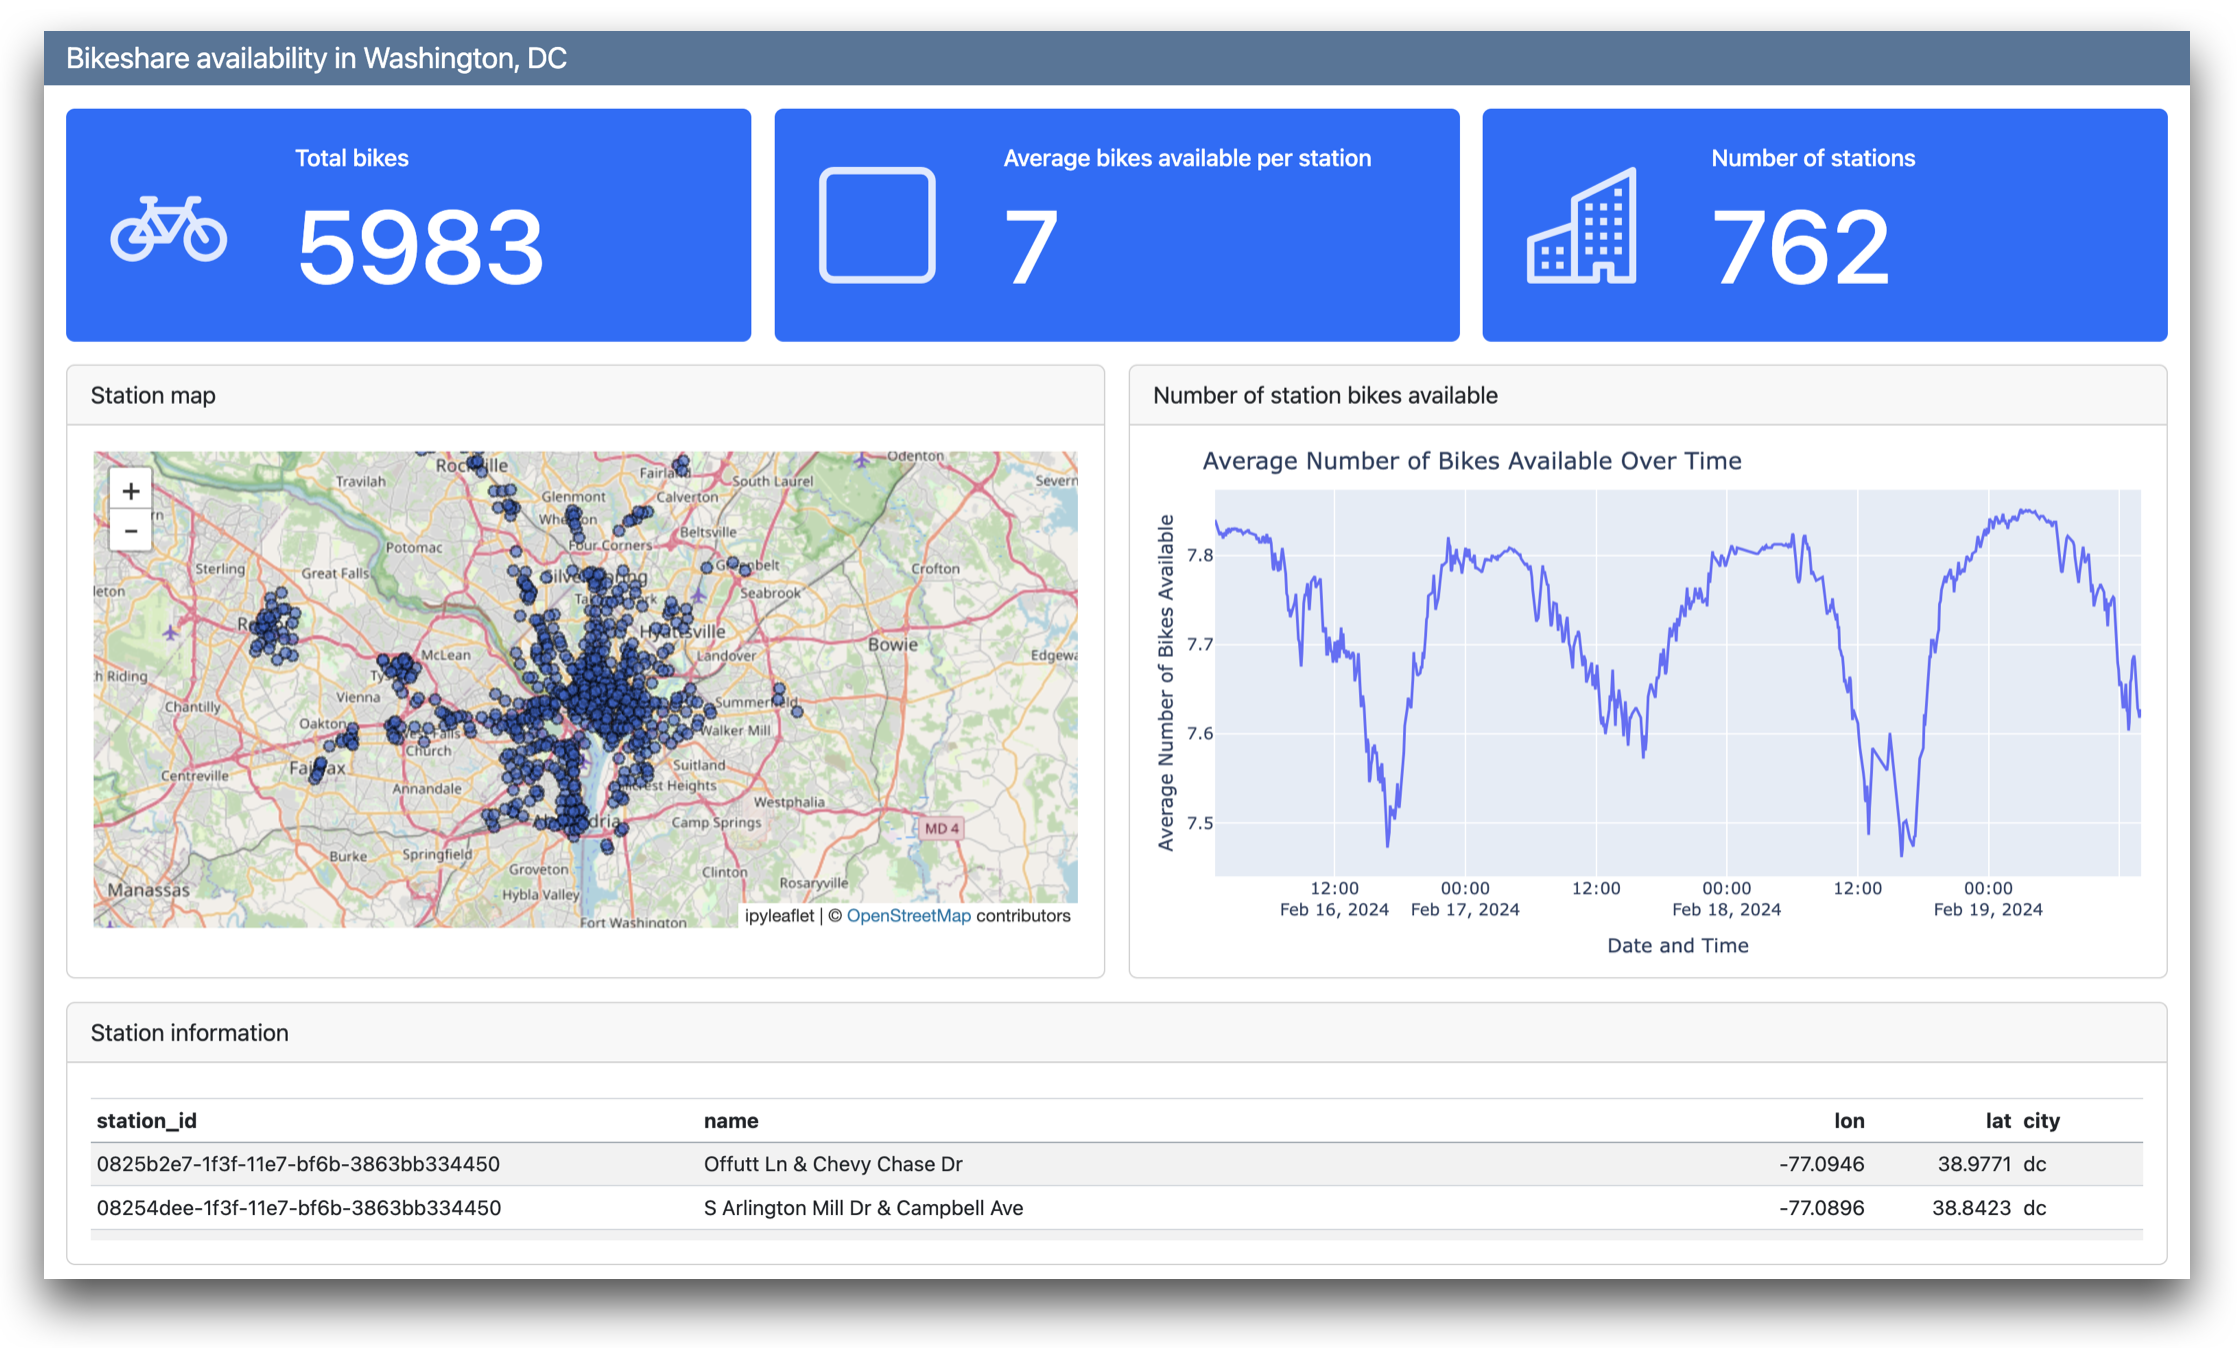 Bikeshare availability in Washington, DC
Total bikes
5983
Average bikes available per station
7
Number of stations
762
Station map
+
−
Rockville
Travilah
Fairland
Odenton
South Laurel
Severn
Glenmont
Calverton
Wheaton
Beltsville
Four Corners
Potomac
Sterling
Great Falls
Silver Spring
Greenbelt
Crofton
Seabrook
Hyattsville
McLean
Landover
Bowie
Edgewa
h Riding
Vienna
Chantilly
Oakton
Summerfield
Walker Mill
Church
Fairfax
Centreville
Suitland
Annandale
crest Heights
Westphalia
Camp Springs
MD 4
Burke
Springfield
Groveton
Clinton
Rosaryville
Manassas
Hybla Valley
Fort Washington
ipyleaflet | © OpenStreetMap contributors
Number of station bikes available
Average Number of Bikes Available Over Time
Average Number of Bikes Available
7.8
7.7
7.6
7.5
12:00 00:00 12:00 00:00 12:00 00:00
Feb 16, 2024 Feb 17, 2024 Feb 18, 2024 Feb 19, 2024
Date and Time
Station information
station_id name lon lat city
0825b2e7-1f3f-11e7-bf6b-3863bb334450 Offutt Ln & Chevy Chase Dr -77.0946 38.9771 dc
08254dee-1f3f-11e7-bf6b-3863bb334450 S Arlington Mill Dr & Campbell Ave -77.0896 38.8423 dc